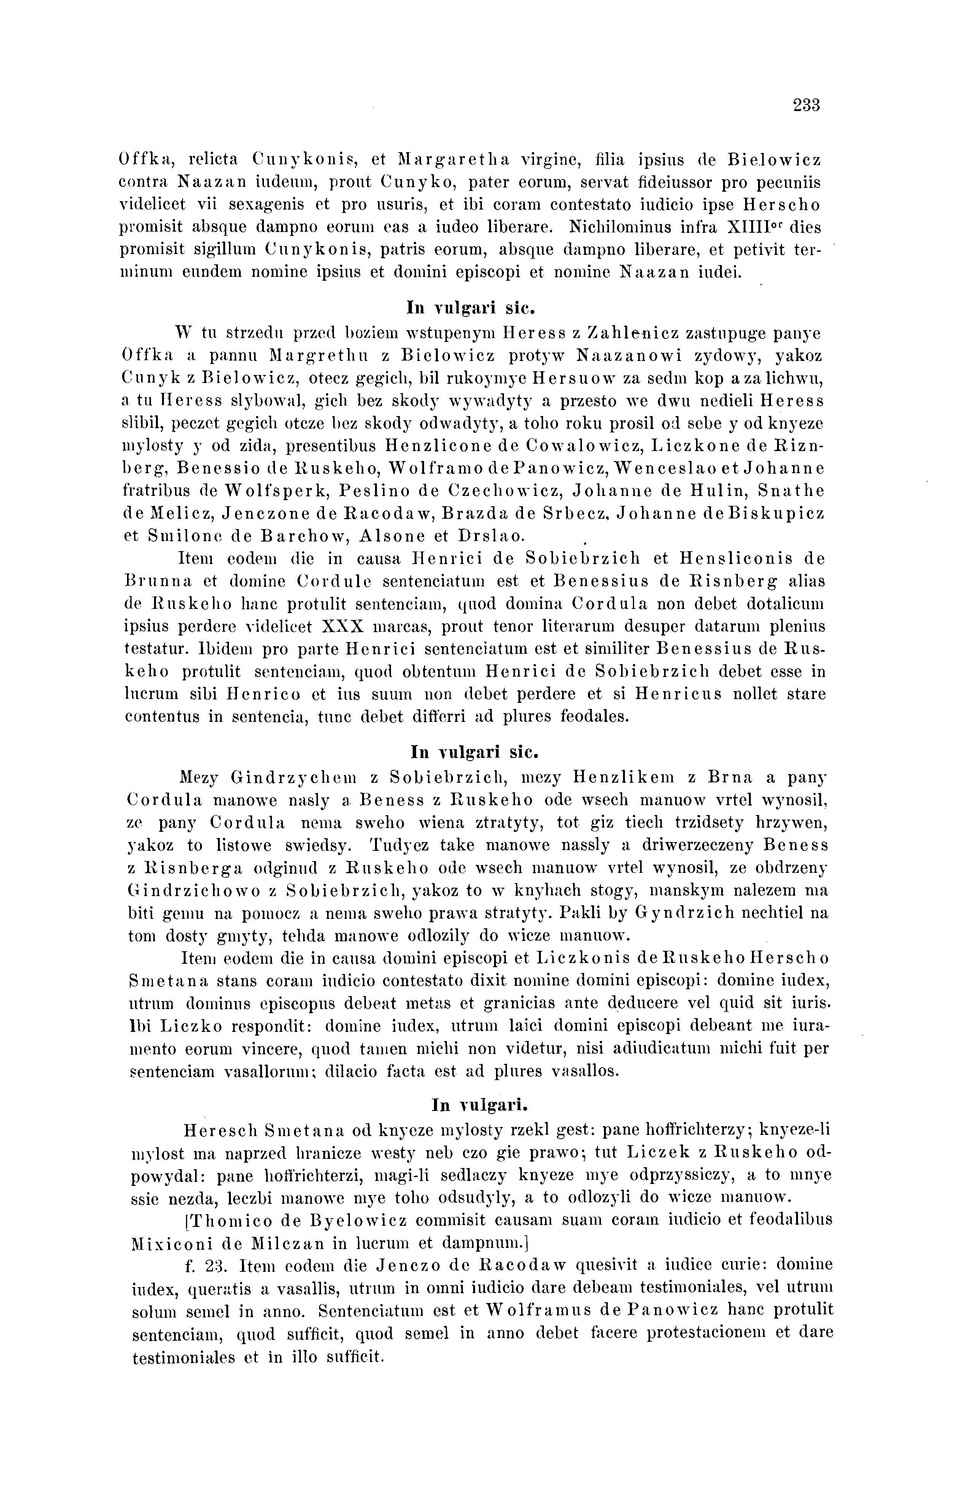 233
Offka, relicta Cunykonis, et Margaretha virgine, filia ipsius de Bielowicz
contra Naazan iudeum, prout Cunyko, pater eorum, servat fideiussor pro pecuniis
videlicet vii sexagenis et pro usuris, et ibi coram contestato iudicio ipse Herscho
promisit absque dampno eorum eas a iudeo liberare. Nichilominus infra XIIIIor dies
promisit sigillum Cunykonis, patris eorum, absque dampno liberare, et petivit ter-
minum eundem nomine ipsius et domini episcopi et nomine Naazan iudei.
In vulgari sic.
W tu strzedu przed boziem wstupenym Heress z Zahlenicz zastupuge panye
Offka a pannu Margrethu z Bielowicz protyw Naazanowi zydowy, yakoz
Cunyk z Bielowicz, otecz gegich, bil rukoymye Hersuow za sedm kop a za lichwu,
a tu Heress slybowal, gich bez skody wywadyty a przesto we dwu nedieli Heress
slibil, peczet gegich otcze bez skody odwadyty, a toho roku prosil od sebe y od knyeze
mylosty y od zida, presentibus Henzlicone de Cowalowicz, Liczkone de Rizn-
berg, Benessio de Ruskeho, Wolframo de Panowicz, Wenceslao et Johanne
fratribus de Wolfsperk, Peslino de Czechowicz, Johanne de Hulin, Snathe
de Melicz, Jenczone de Racodaw, Brazda de Srbecz, Johanne de Biskupicz
et Smilone de Barchow, Alsone et Drslao.
Item eodem die in causa Henrici de Sobiebrzich et Hensliconis de
Brunna et domine Cordule sentenciatum est et Benessius de Risnberg alias
de Ruskeho hanc protulit sentenciam, quod domina Cordula non debet dotalicum
ipsius perdere videlicet XXX marcas, prout tenor literarum desuper datarum plenius
testatur. Ibidem pro parte Henrici sentenciatum est et similiter Benessius de Rus-
keho protulit sentenciam, quod obtentum Henrici de Sobiebrzich debet esse in
lucrum sibi Henrico et ius suum non debet perdere et si Henricus nollet stare
contentus in sentencia, tunc debet differri ad plures feodales.
In vulgari sic.
Mezy Gindrzychem z Sobiebrzich, mezy Henzlikem z Brna a pany
Cordula manowe nasly a Beness z Ruskeho ode wsech manuow vrtel wynosil,
ze pany Cordula nema sweho wiena ztratyty, tot giz tiech trzidsety hrzywen,
yakoz to listowe swiedsy. Tudyez take manowe nassly a driwerzeczeny Beness
z Risnberga odginud z Ruskeho ode wsech manuow vrtel wynosil, ze obdrzeny
Gindrzichowo z Sobiebrzich, yakoz to w knyhach stogy, manskym nalezem ma
biti gemu na pomocz a nema sweho prawa stratyty. Pakli by Gyndrzich nechtiel na
tom dosty gmyty, tehda manowe odlozily do wicze manuow.
Item eodem die in causa domini episcopi et Liczkonis de Ruskeho Herscho
Smetana stans coram iudicio contestato dixit nomine domini episcopi: domine iudex,
utrum dominus episcopus debeat metas et granicias ante deducere vel quid sit iuris.
Ibi Liczko respondit: domine iudex, utrum laici domini episcopi debeant me iura-
mento eorum vincere, quod tamen michi non videtur, nisi adiudicatum michi fuit per
sentenciam vasallorum; dilacio facta est ad plures vasallos.
In vulgari.
Heresch Smetana od knyeze mylosty rzekl gest: pane hoffrichterzy; knyeze-li
mylost ma naprzed hranicze westy neb czo gie prawo; tut Liczek z Ruskeho od-
powydal: pane hoffrichterzi, magi-li sedlaczy knyeze mye odprzyssiczy, a to mnye
ssie nezda, leczbi manowe mye toho odsudyly, a to odlozyli do wicze manuow.
[Thomico de Byelowicz commisit causam suam coram iudicio et feodalibus
Mixiconi de Milczan in lucrum et dampnum.]
f. 23. Item eodem die Jenczo de Racodaw quesivit a iudice curie: domine
iudex, queratis a vasallis, utrum in omni iudicio dare debeam testimoniales, vel utrum
solum semel in anno. Sentenciatum est et Wolframus de Panowicz hanc protulit
sentenciam, quod sufficit, quod semel in anno debet facere protestacionem et dare
testimoniales et in illo sufficit.